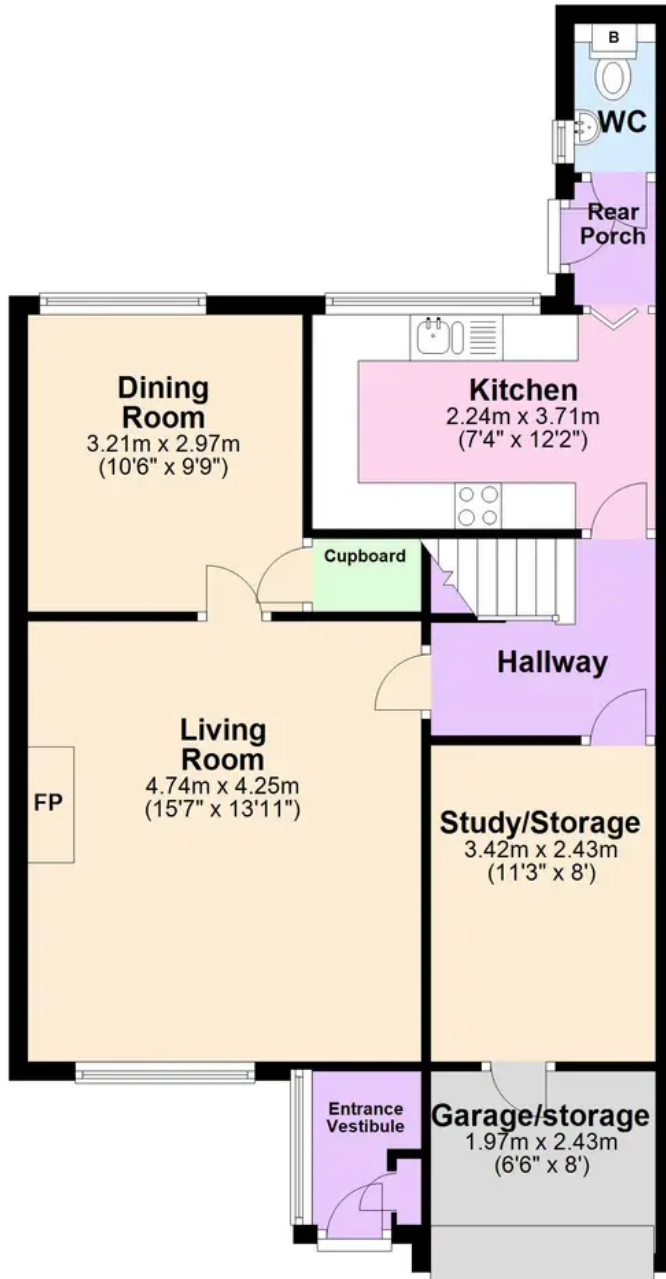 B
WC
Rear
Porch
Dining
Room
3.21m x 2.97m
(10'6" x 9'9")
Kitchen
2.24m x 3.71m
(7'4" x 12'2")
Cupboard
Hallway
Living
Room
4.74m x 4.25m
(15'7" x 13'11")
FP
Study/Storage
3.42m x 2.43m
(11'3" x 8')
Entrance
Vestibule
Garage/storage
1.97m x 2.43m
(6'6" x 8')